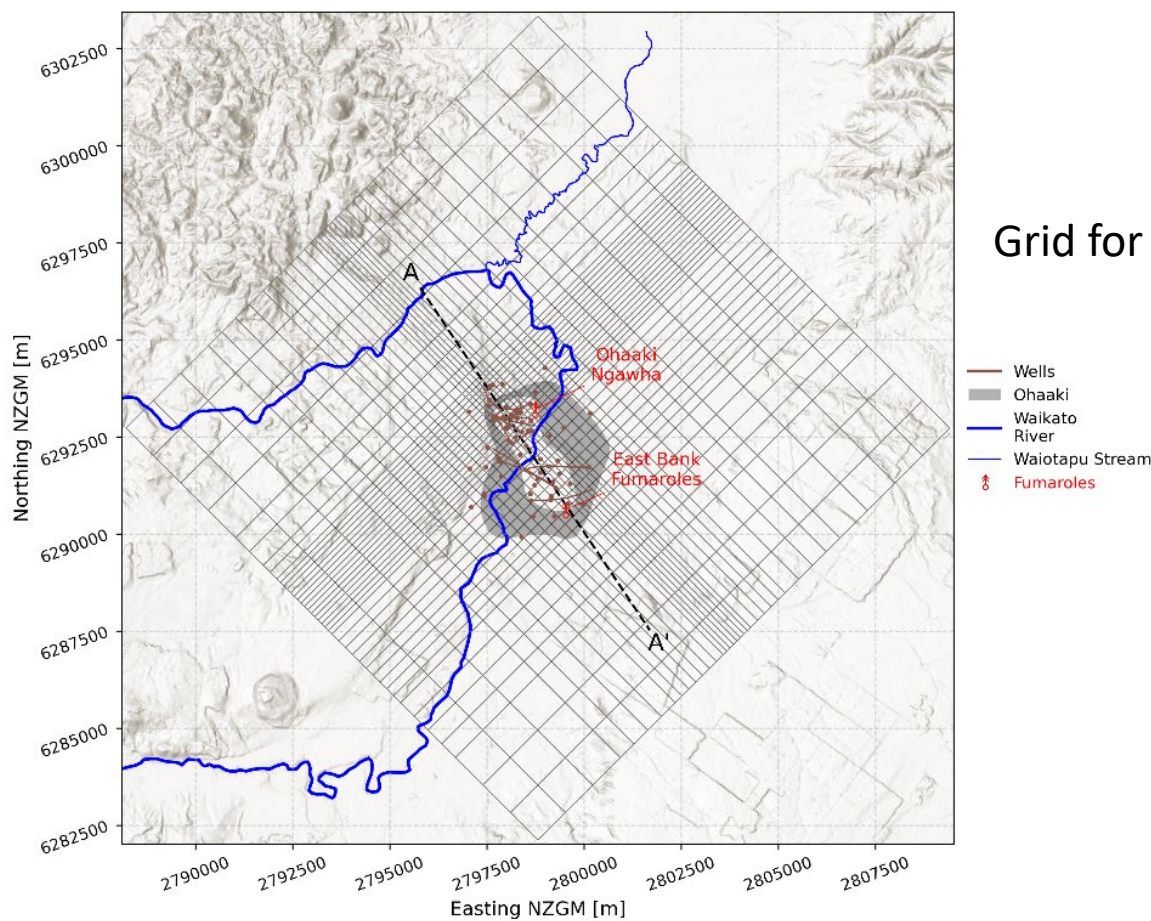 6302500
6300000
6297500
6295000
6292500
6290000
6287500
6285000
6282500
Northing NZGM [m]
A
Ohaaki
Ngawha
East Bank
Fumaroles
A'
2790000
2792500
2795000
2797500
2800000
2802500
2805000
2807500
Easting NZGM [m]
Grid for
Wells
Ohaaki
Waikato
River
Waiotapu Stream
Fumaroles